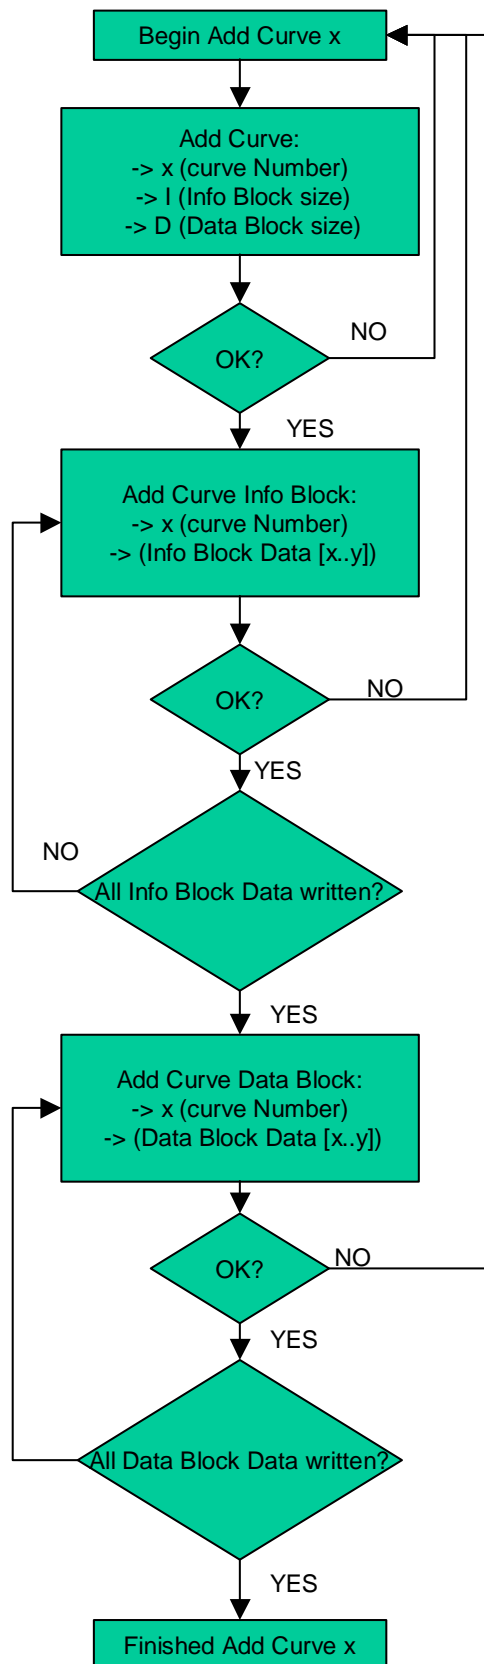 Begin Add Curve x
Add Curve:
-> x (curve Number)
-> I (Info Block size)
-> D (Data Block size)
NO
OK?
YES
Add Curve Info Block:
-> x (curve Number)
-> (Info Block Data [x..y])
OK?
NO
YES
NO
All Info Block Data written?
YES
Add Curve Data Block:
-> x (curve Number)
-> (Data Block Data [x..y])
OK?
NO
YES
All Data Block Data written?
YES
Finished Add Curve x